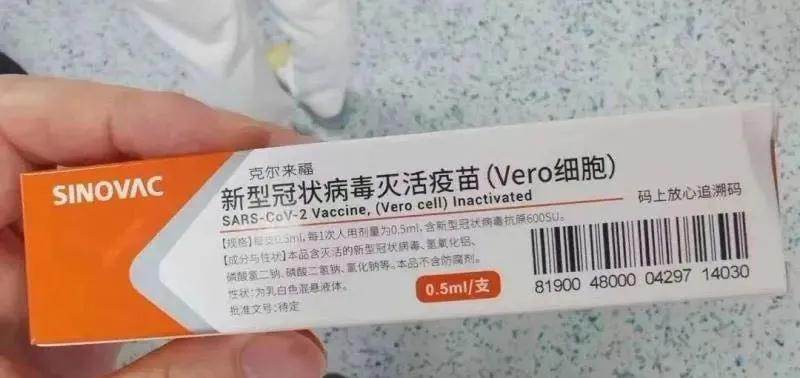 SINOVAC
克尔来福
新型冠状病毒灭活疫苗(Vero细胞)
SARS-CoV-2 Vaccine, (Vero cell) Inactivated
【规格】每支0.5ml,每1次人用剂量为0.5ml,含新型冠状病毒抗原600SU。
【成分与性状】本品含灭活的新型冠状病毒、氢氧化铝、
磷酸氢二钠、磷酸二氢钠、氯化钠等。本品不含防腐剂。
性状:为乳白色混悬液体。
批准文号:待定
0.5ml/支
码上放心追溯码
81900 48000 04297 14030